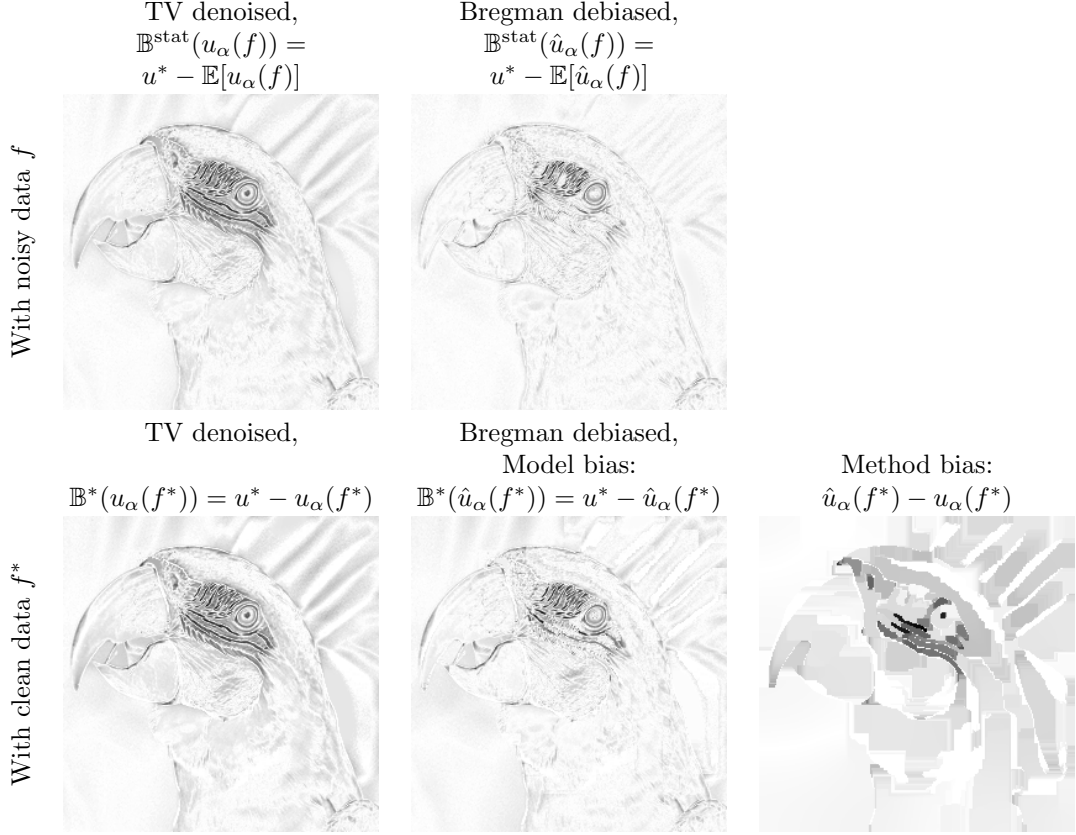 TV denoised,
𝔹^stat(u_α(f)) =
u* − 𝔼[u_α(f)]
Bregman debiased,
𝔹^stat(û_α(f)) =
u* − 𝔼[û_α(f)]
With noisy data f
TV denoised,
𝔹*(u_α(f*)) = u* − u_α(f*)
Bregman debiased,
Model bias:
𝔹*(û_α(f*)) = u* − û_α(f*)
Method bias:
û_α(f*) − u_α(f*)
With clean data f*